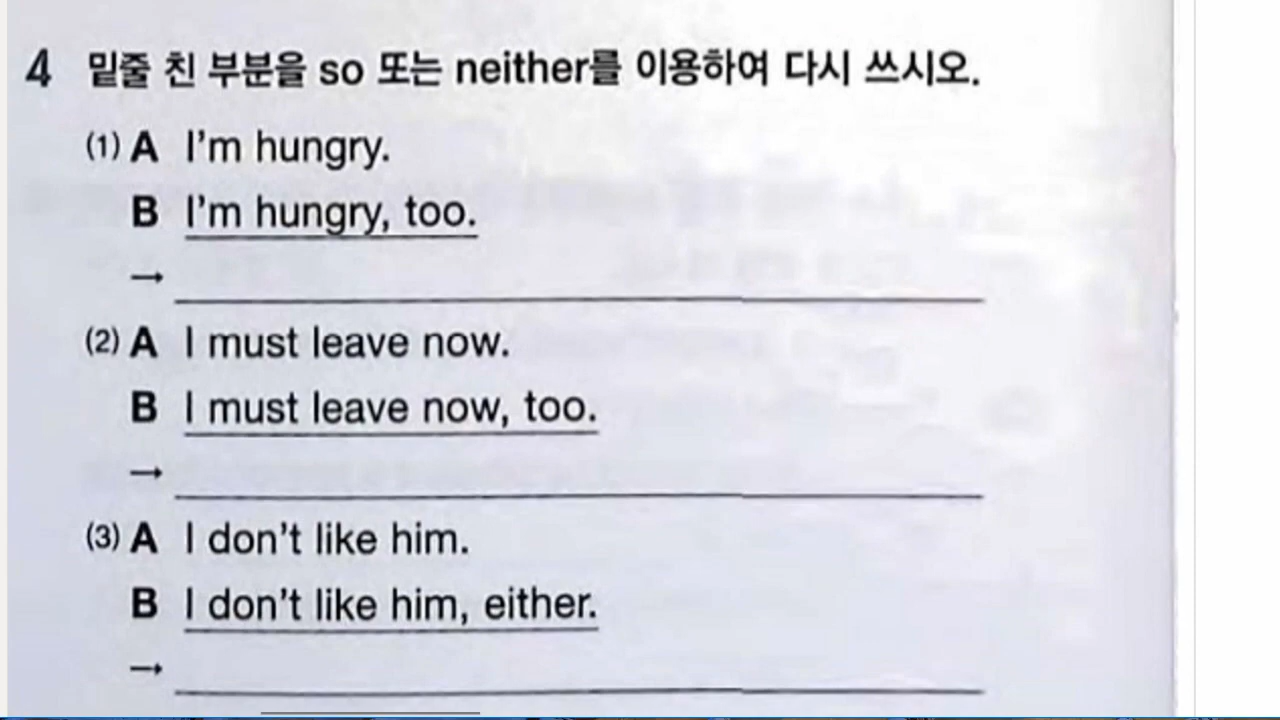 4 밑줄 친 부분을 so 또는 neither를 이용하여 다시 쓰시오.
(1) A I'm hungry.
B I'm hungry, too.
→
(2) A I must leave now.
B I must leave now, too.
→
(3) A I don't like him.
B I don't like him, either.
→